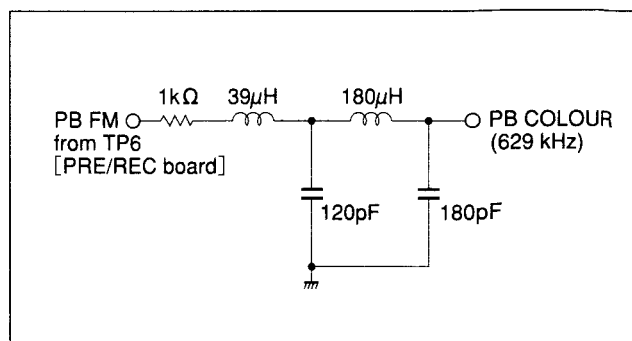 1kΩ
39μH
180μH
PB FM
from TP6
[PRE/REC board]
PB COLOUR
(629 kHz)
120pF
180pF